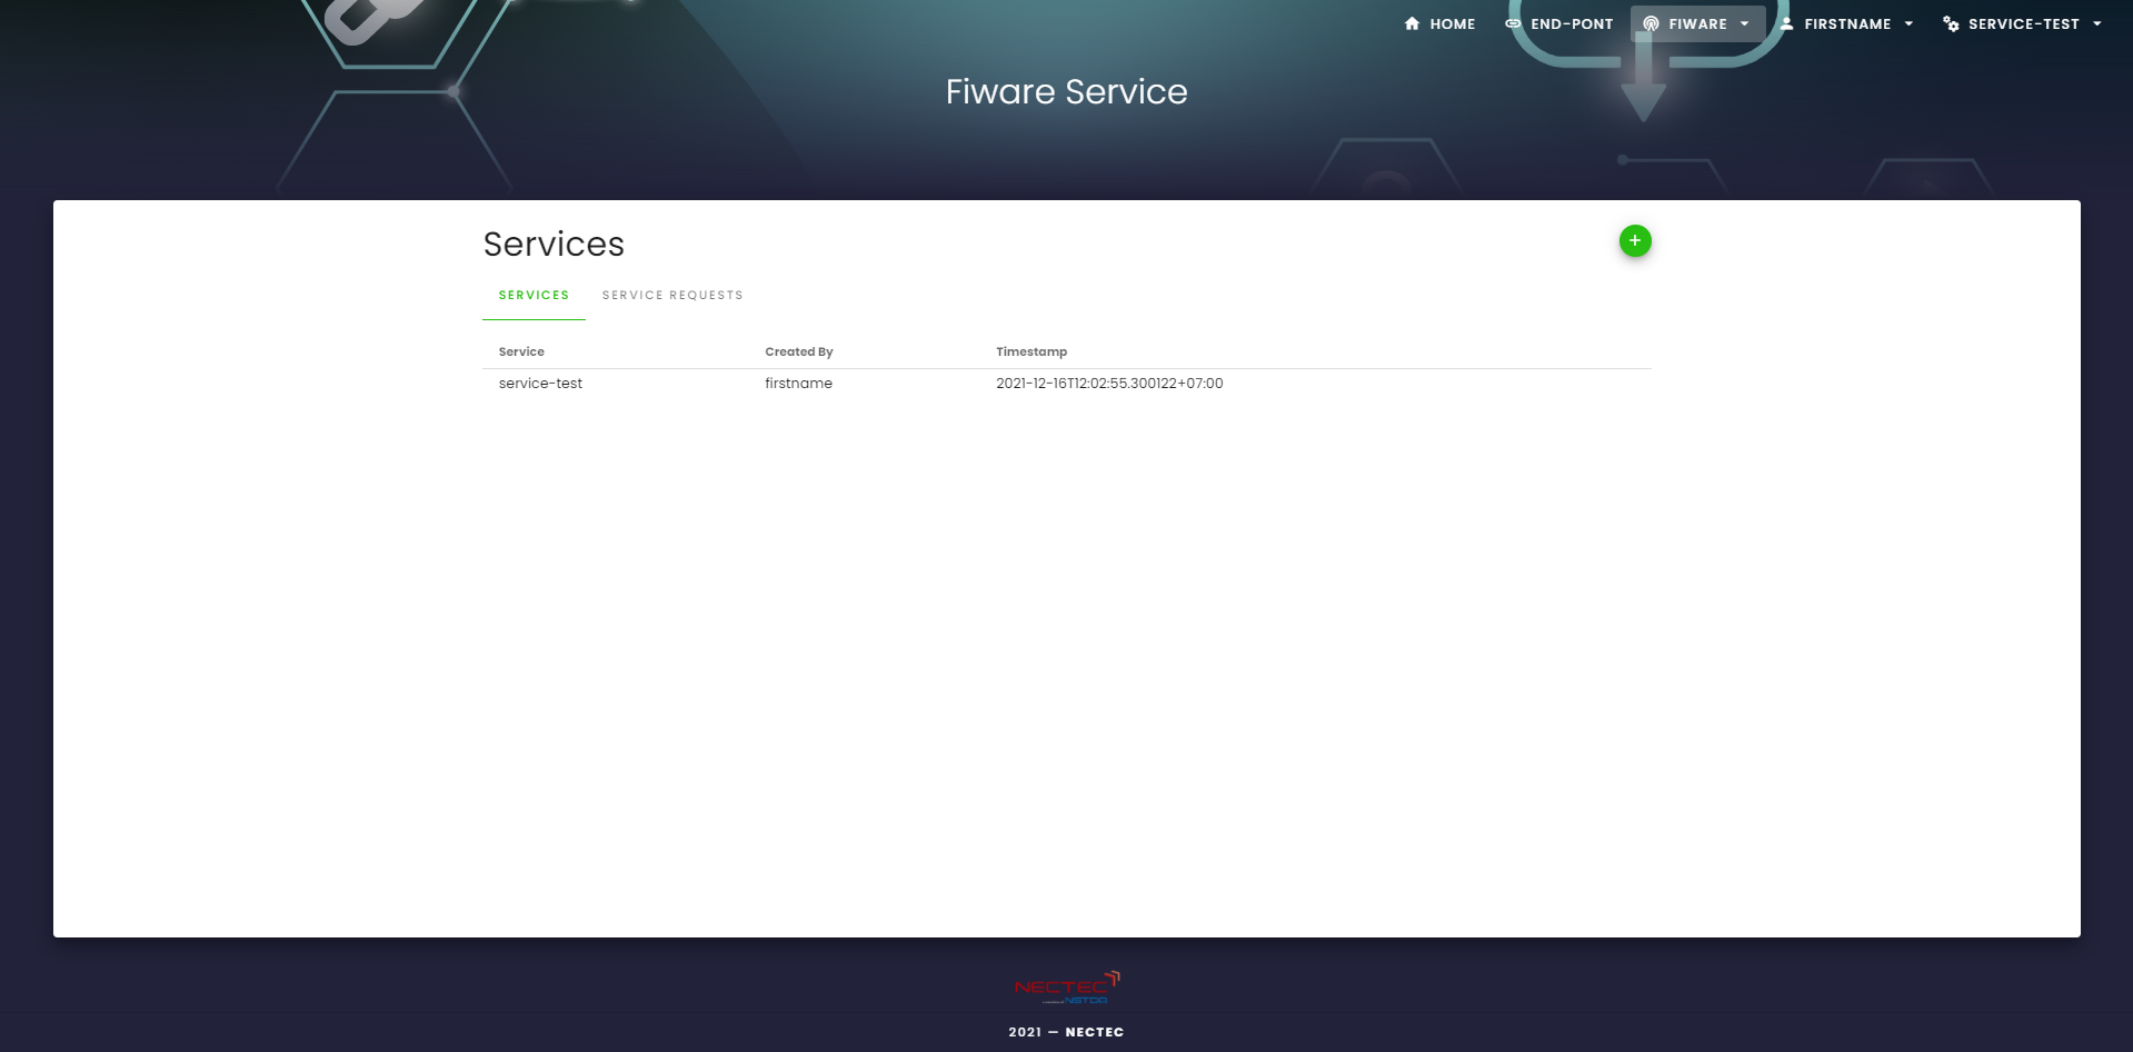 HOME END-PONT FIWARE FIRSTNAME SERVICE-TEST
Fiware Service
Services
+
SERVICES SERVICE REQUESTS
Service Created By Timestamp
service-test firstname 2021-12-16T12:02:55.300122+07:00
NECTEC
NSTDA
2021 — NECTEC